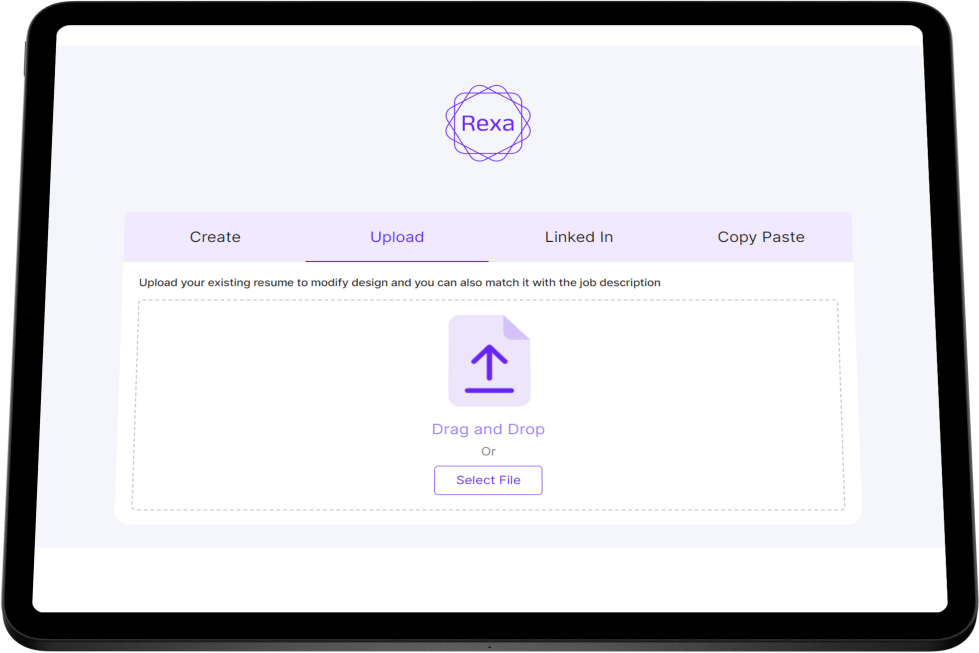 Rexa
Create Upload Linked In Copy Paste
Upload your existing resume to modify design and you can also match it with the job description
Drag and Drop
Or
Select File